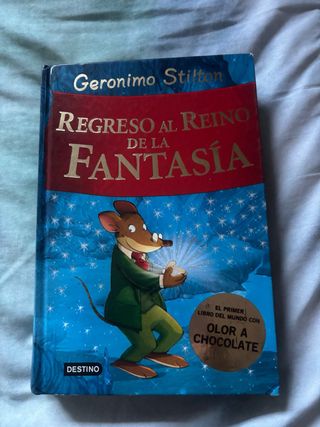 Geronimo Stilton
REGRESO AL REINO
DE LA
FANTASÍA
EL PRIMER
LIBRO DEL MUNDO CON
OLOR A
CHOCOLATE
DESTINO